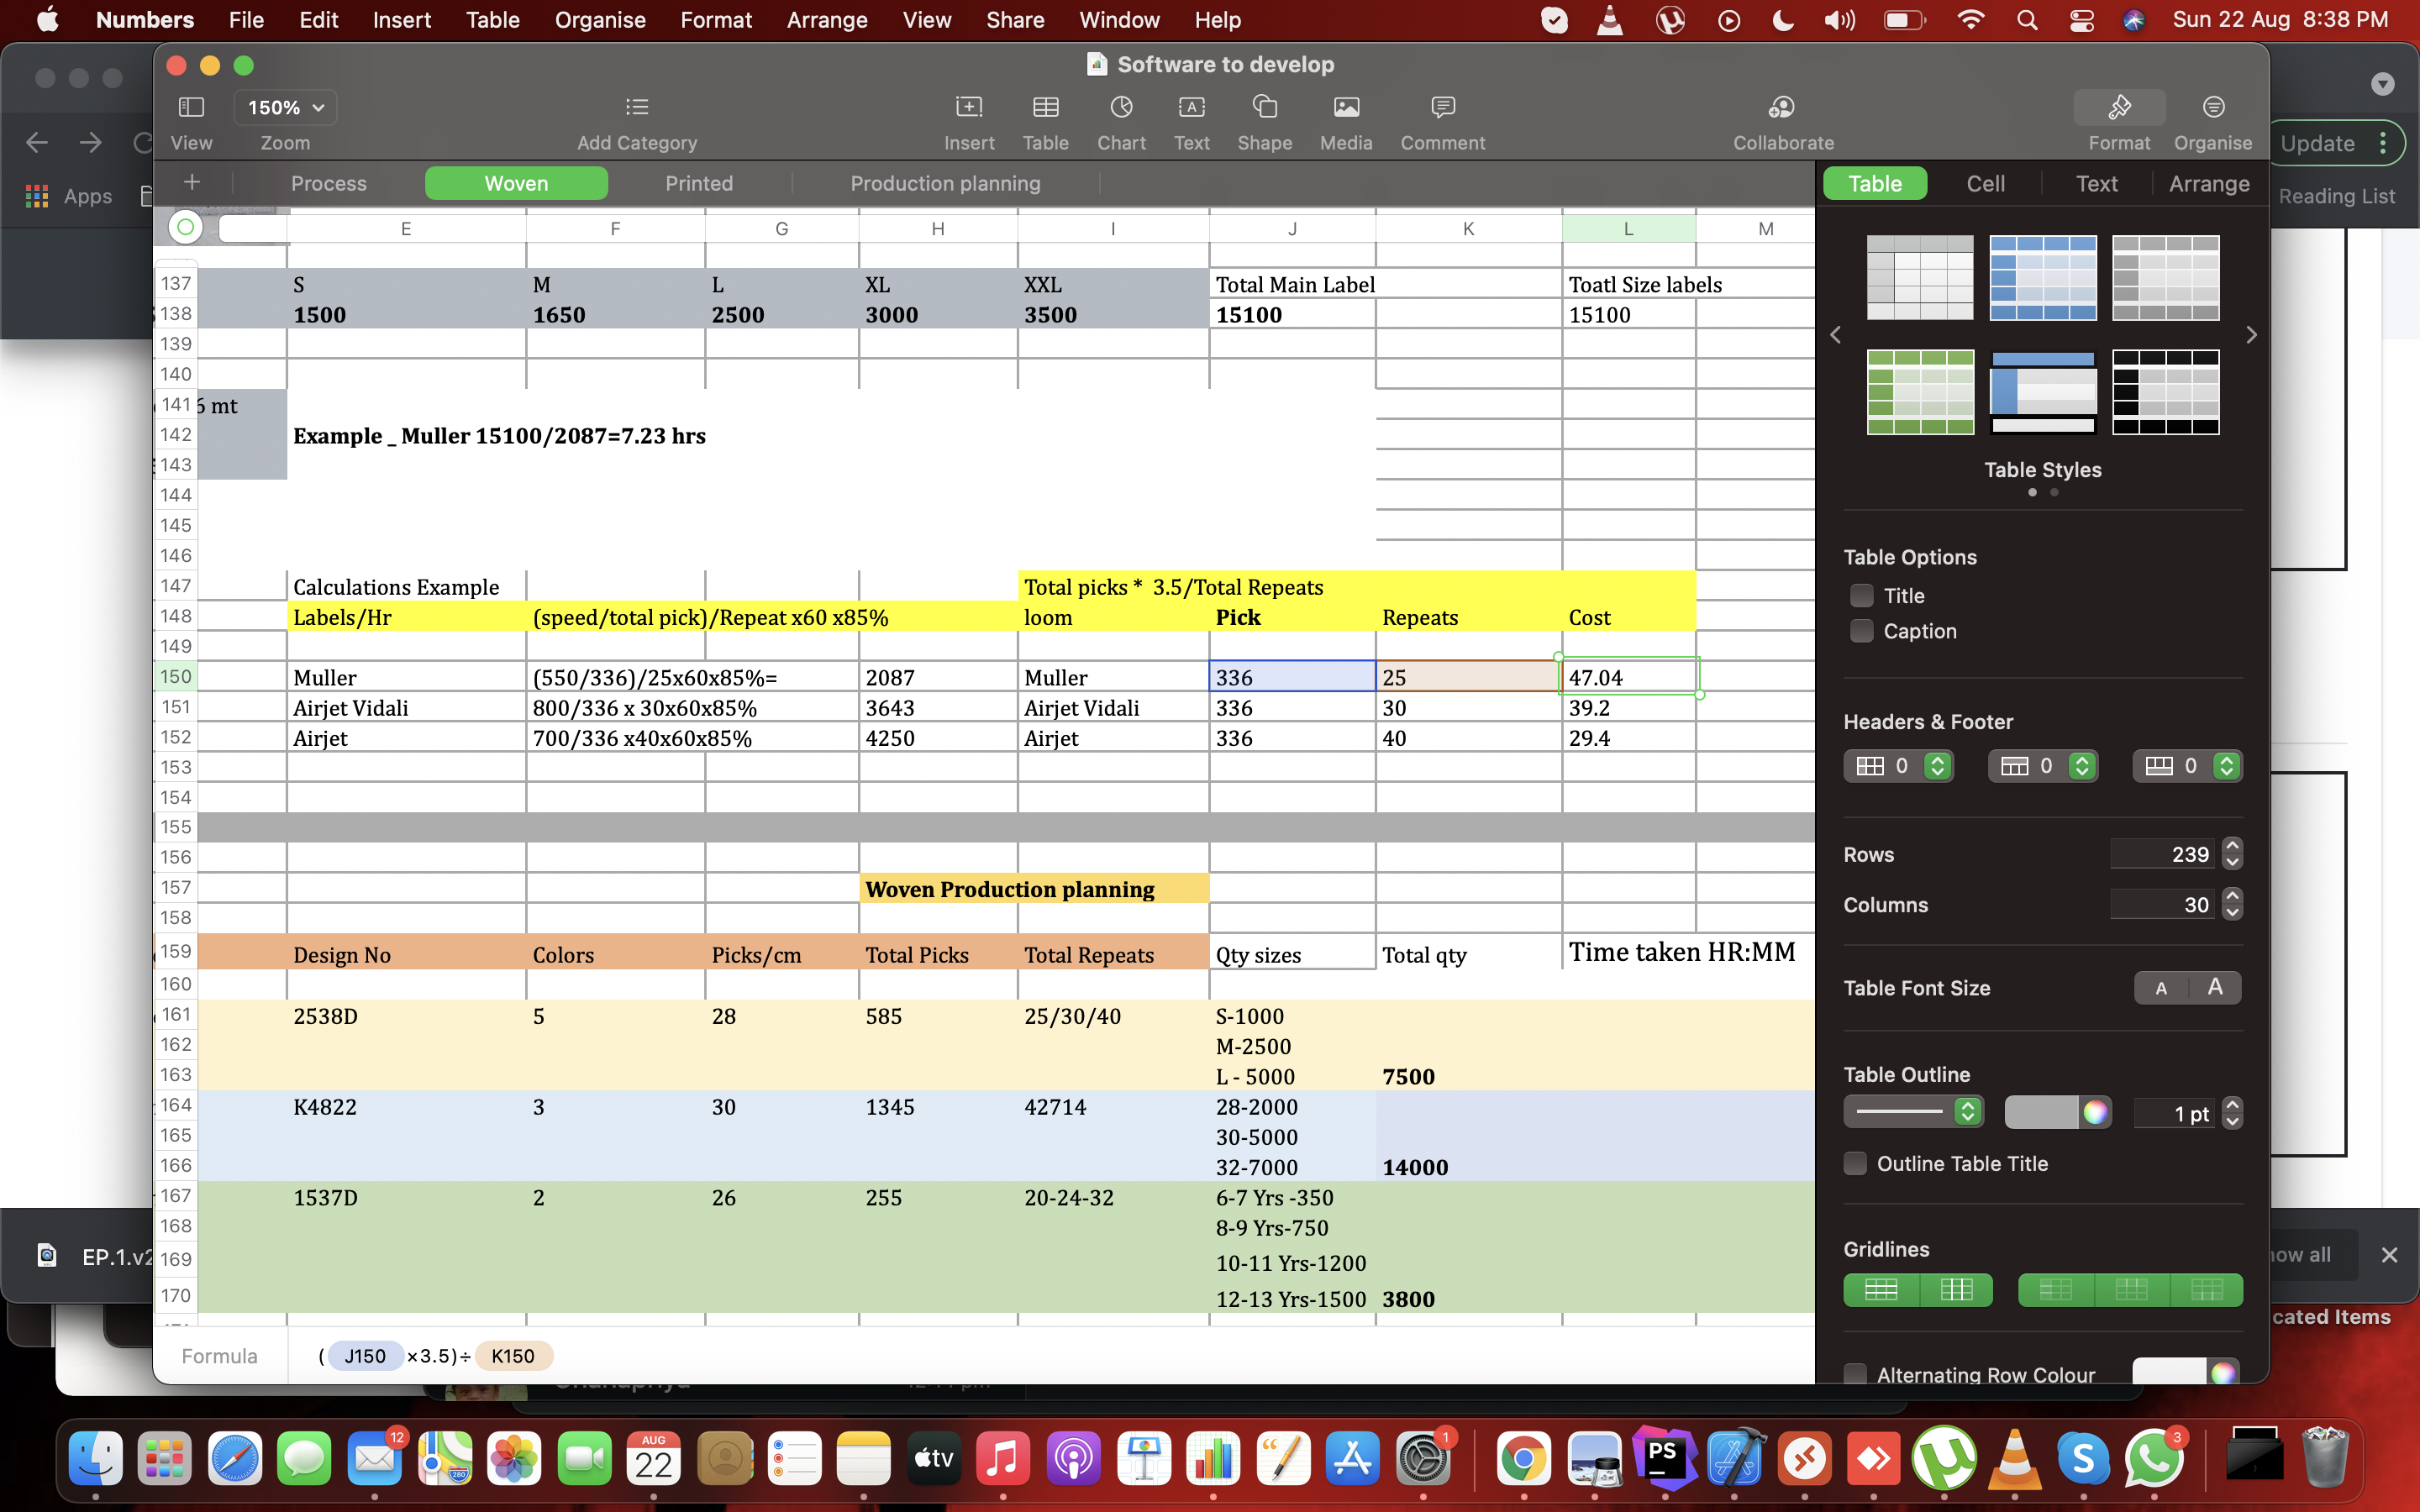 Numbers File Edit Insert Table Organise Format Arrange View Share Window Help Sun 22 Aug 8:38 PM
Software to develop
150%
View Zoom Add Category Insert Table Chart Text Shape Media Comment Collaborate Format Organise
Update
Apps
Reading List
Process Woven Printed Production planning
Table Cell Text Arrange
E F G H I J K L M
137 S M L XL XXL Total Main Label Toatl Size labels
138 1500 1650 2500 3000 3500 15100 15100
139
140
141 6 mt
142 Example _ Muller 15100/2087=7.23 hrs
143
144
145
146
147 Calculations Example Total picks * 3.5/Total Repeats
148 Labels/Hr (speed/total pick)/Repeat x60 x85% loom Pick Repeats Cost
149
150 Muller (550/336)/25x60x85%= 2087 Muller 336 25 47.04
151 Airjet Vidali 800/336 x 30x60x85% 3643 Airjet Vidali 336 30 39.2
152 Airjet 700/336 x40x60x85% 4250 Airjet 336 40 29.4
153
154
155
156
157 Woven Production planning
158
159 Design No Colors Picks/cm Total Picks Total Repeats Qty sizes Total qty Time taken HR:MM
160
161 2538D 5 28 585 25/30/40 S-1000
162 M-2500
163 L - 5000 7500
164 K4822 3 30 1345 42714 28-2000
165 30-5000
166 32-7000 14000
167 1537D 2 26 255 20-24-32 6-7 Yrs -350
168 8-9 Yrs-750
169 10-11 Yrs-1200
170 12-13 Yrs-1500 3800
Formula ( J150 ×3.5)÷ K150
Table Styles
Table Options
Title
Caption
Headers & Footer
0 0 0
Rows 239
Columns 30
Table Font Size A A
Table Outline
1 pt
Outline Table Title
Gridlines
Alternating Row Colour
EP.1.v2
ow all
cated Items
12
AUG
22
280
tv
1
PS
3